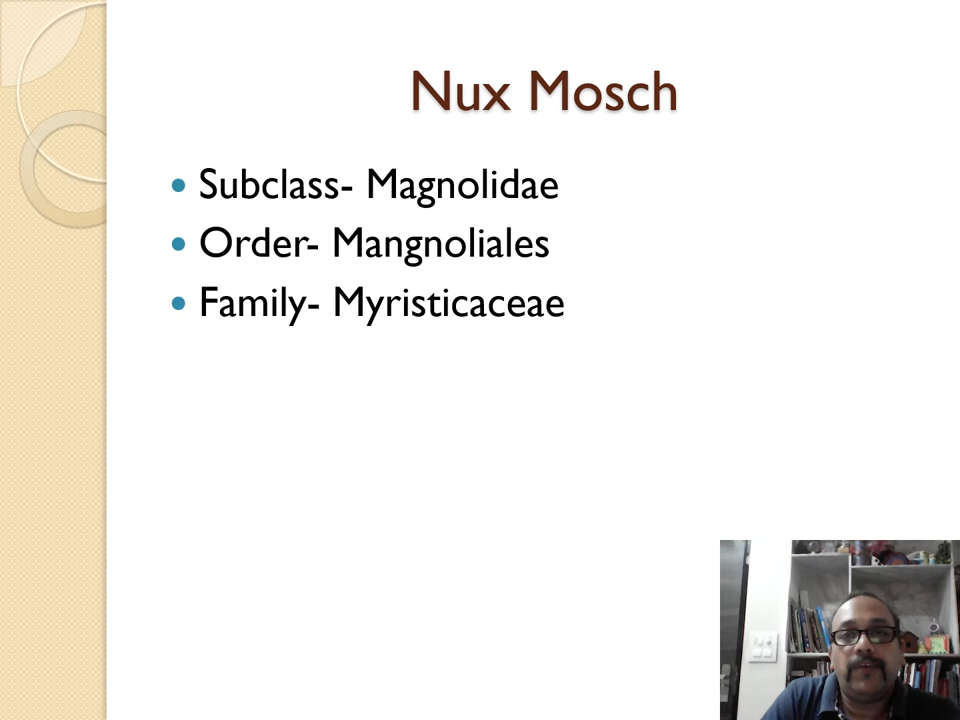 Nux Mosch
Subclass- Magnolidae
Order- Mangnoliales
Family- Myristicaceae